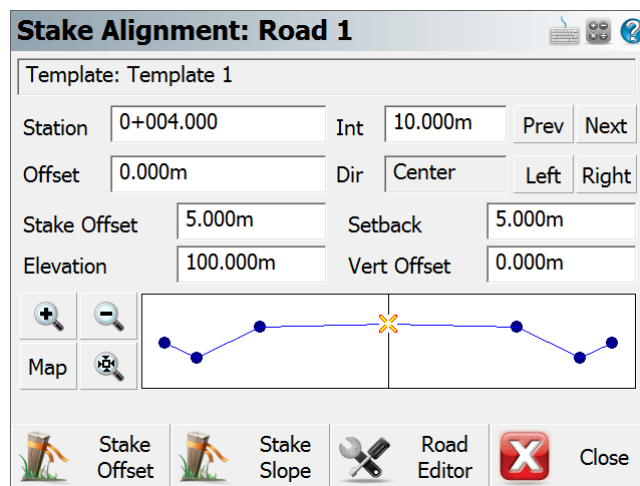 Stake Alignment: Road 1
Template: Template 1
Station 0+004.000 Int 10.000m Prev Next
Offset 0.000m Dir Center Left Right
Stake Offset 5.000m Setback 5.000m
Elevation 100.000m Vert Offset 0.000m
Map
Stake Offset Stake Slope Road Editor Close